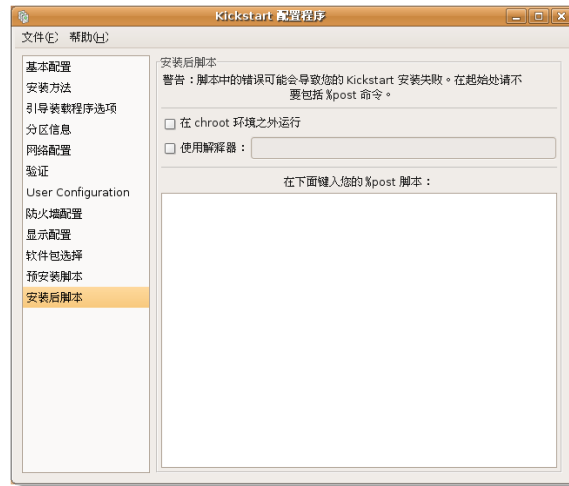 Kickstart 配置程序
文件(F) 帮助(H)
基本配置
安装方法
引导装载程序选项
分区信息
网络配置
验证
User Configuration
防火墙配置
显示配置
软件包选择
预安装脚本
安装后脚本
安装后脚本
警告：脚本中的错误可能会导致您的 Kickstart 安装失败。在起始处请不
要包括 %post 命令。
在 chroot 环境之外运行
使用解释器：
在下面键入您的 %post 脚本：